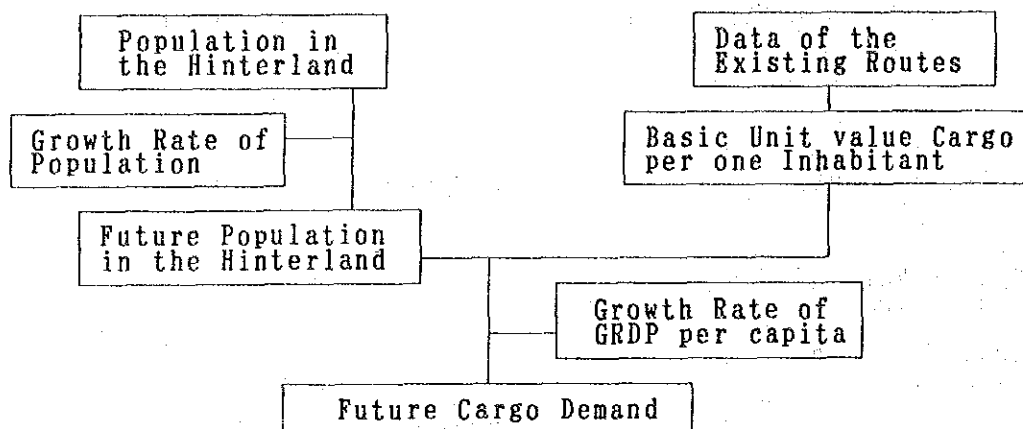 Population in
the Hinterland
Data of the
Existing Routes
Growth Rate of
Population
Basic Unit value Cargo
per one Inhabitant
Future Population
in the Hinterland
Growth Rate of
GRDP per capita
Future Cargo Demand